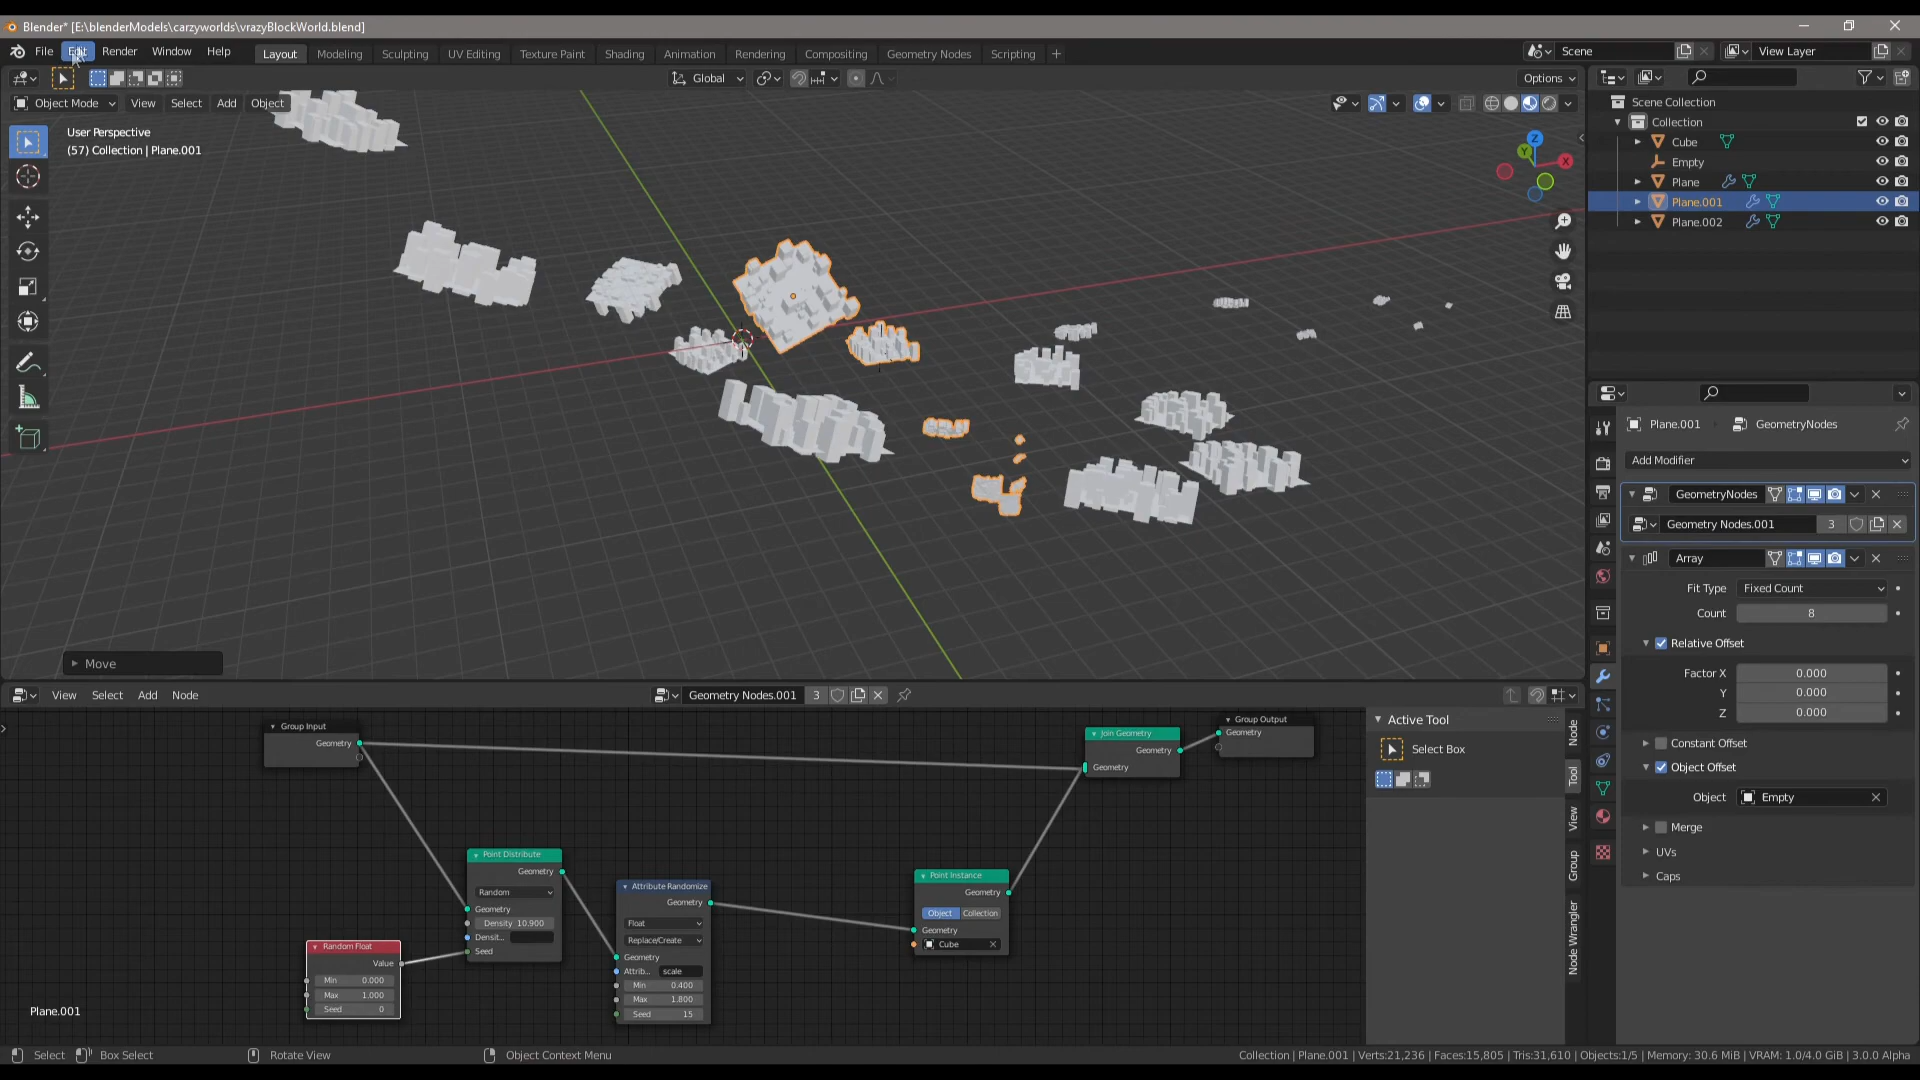 Blender* [E:\blenderModels\carzyworlds\vrazyBlockWorld.blend]
File Edit Render Window Help Layout Modeling Sculpting UV Editing Texture Paint Shading Animation Rendering Compositing Geometry Nodes Scripting + Scene View Layer
Global Options
Object Mode View Select Add Object
User Perspective
(57) Collection | Plane.001
Z
Y
X
Move
Scene Collection
Collection
Cube
Empty
Plane
Plane.001
Plane.002
Plane.001 GeometryNodes
Add Modifier
GeometryNodes
Geometry Nodes.001 3
Array
Fit Type Fixed Count
Count 8
Relative Offset
Factor X 0.000
Y 0.000
Z 0.000
Constant Offset
Object Offset
Object Empty
Merge
UVs
Caps
View Select Add Node Geometry Nodes.001 3
Group Input
Geometry
Point Distribute
Geometry
Random
Geometry
Density 10.900
Densit...
Seed
Random Float
Value
Min 0.000
Max 1.000
Seed 0
Attribute Randomize
Geometry
Float
Replace/Create
Geometry
Attrib... scale
Min 0.400
Max 1.800
Seed 15
Point Instance
Geometry
Object Collection
Geometry
Cube
Join Geometry
Geometry
Geometry
Group Output
Geometry
Active Tool
Select Box
Node
Tool
View
Group
Node Wrangler
Plane.001
Select Box Select Rotate View Object Context Menu Collection | Plane.001 | Verts:21,236 | Faces:15,805 | Tris:31,610 | Objects:1/5 | Memory: 30.6 MiB | VRAM: 1.0/4.0 GiB | 3.0.0 Alpha